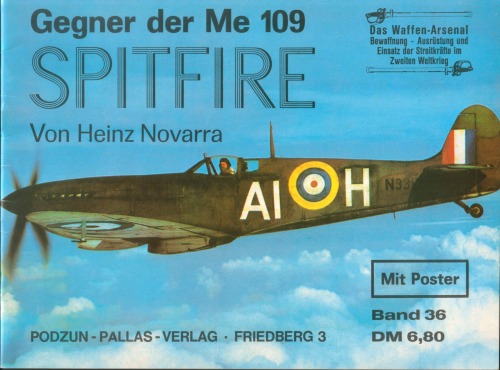 Gegner der Me 109
SPITFIRE
Von Heinz Novarra
Das Waffen-Arsenal
Bewaffnung - Ausrüstung und
Einsatz der Streitkräfte im
Zweiten Weltkrieg
AI H
Mit Poster
Band 36
DM 6,80
PODZUN-PALLAS-VERLAG · FRIEDBERG 3